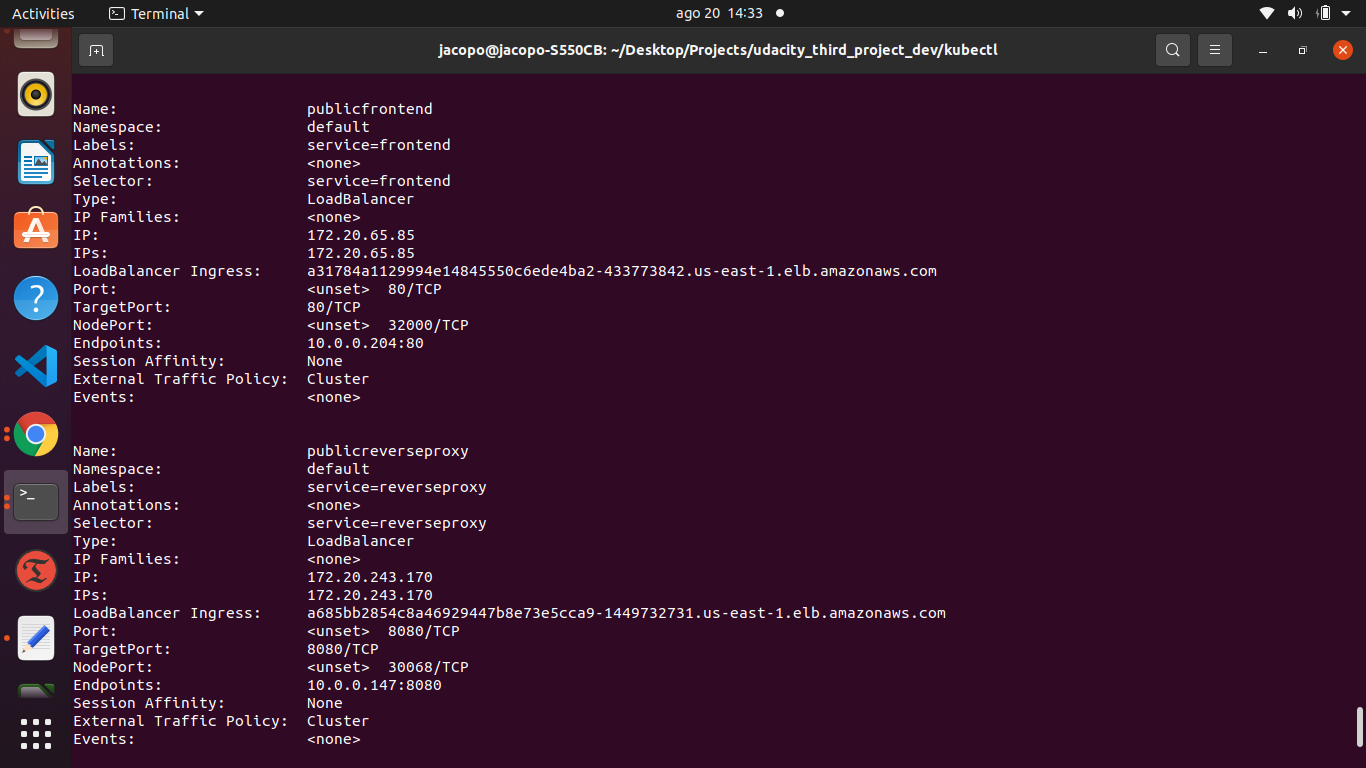 Activities Terminal ago 20 14:33
jacopo@jacopo-S550CB: ~/Desktop/Projects/udacity_third_project_dev/kubectl
Name: publicfrontend
Namespace: default
Labels: service=frontend
Annotations: <none>
Selector: service=frontend
Type: LoadBalancer
IP Families: <none>
IP: 172.20.65.85
IPs: 172.20.65.85
LoadBalancer Ingress: a31784a1129994e14845550c6ede4ba2-433773842.us-east-1.elb.amazonaws.com
Port: <unset> 80/TCP
TargetPort: 80/TCP
NodePort: <unset> 32000/TCP
Endpoints: 10.0.0.204:80
Session Affinity: None
External Traffic Policy: Cluster
Events: <none>
Name: publicreverseproxy
Namespace: default
Labels: service=reverseproxy
Annotations: <none>
Selector: service=reverseproxy
Type: LoadBalancer
IP Families: <none>
IP: 172.20.243.170
IPs: 172.20.243.170
LoadBalancer Ingress: a685bb2854c8a46929447b8e73e5cca9-1449732731.us-east-1.elb.amazonaws.com
Port: <unset> 8080/TCP
TargetPort: 8080/TCP
NodePort: <unset> 30068/TCP
Endpoints: 10.0.0.147:8080
Session Affinity: None
External Traffic Policy: Cluster
Events: <none>